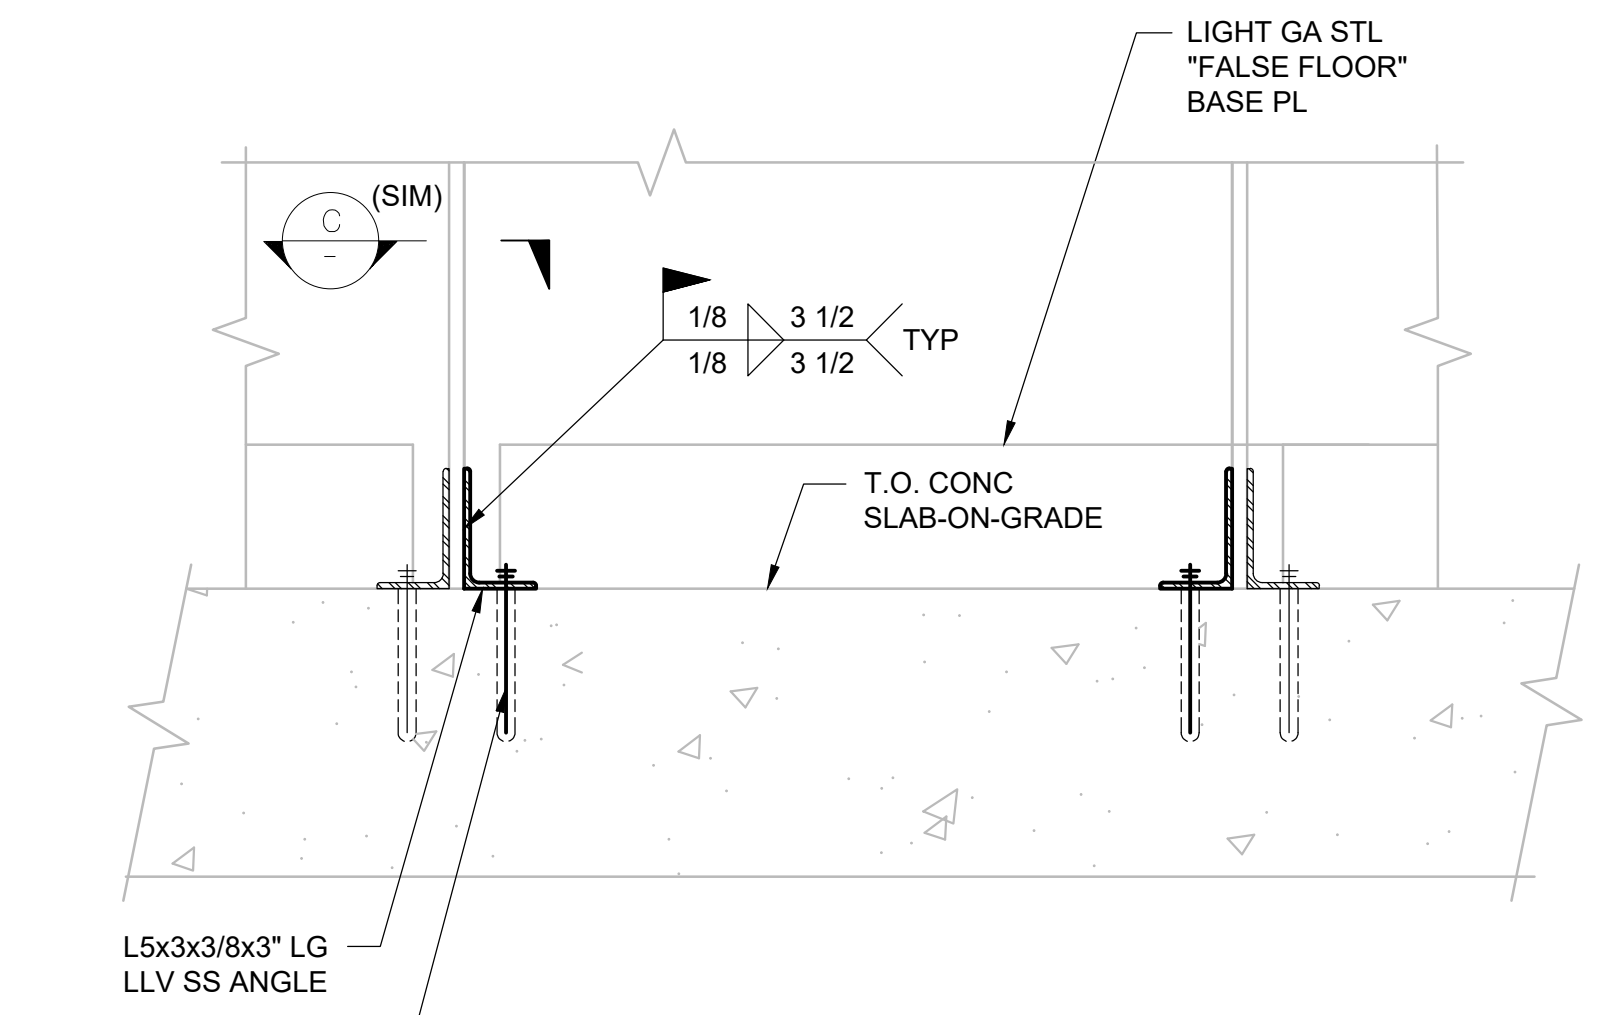 LIGHT GA STL
"FALSE FLOOR"
BASE PL
(SIM)
C
-
1/8 3 1/2
TYP
1/8 3 1/2
T.O. CONC
SLAB-ON-GRADE
L5x3x3/8x3" LG
LLV SS ANGLE